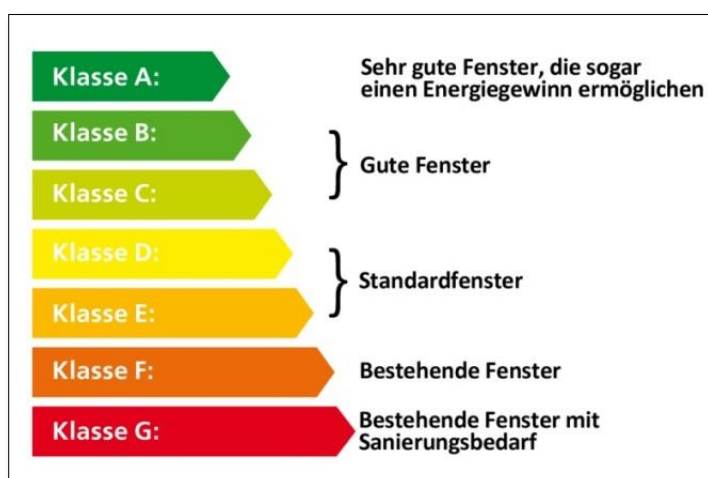 Klasse A:
Sehr gute Fenster, die sogar
einen Energiegewinn ermöglichen
Klasse B:
Klasse C:
Gute Fenster
Klasse D:
Klasse E:
Standardfenster
Klasse F:
Bestehende Fenster
Klasse G:
Bestehende Fenster mit
Sanierungsbedarf